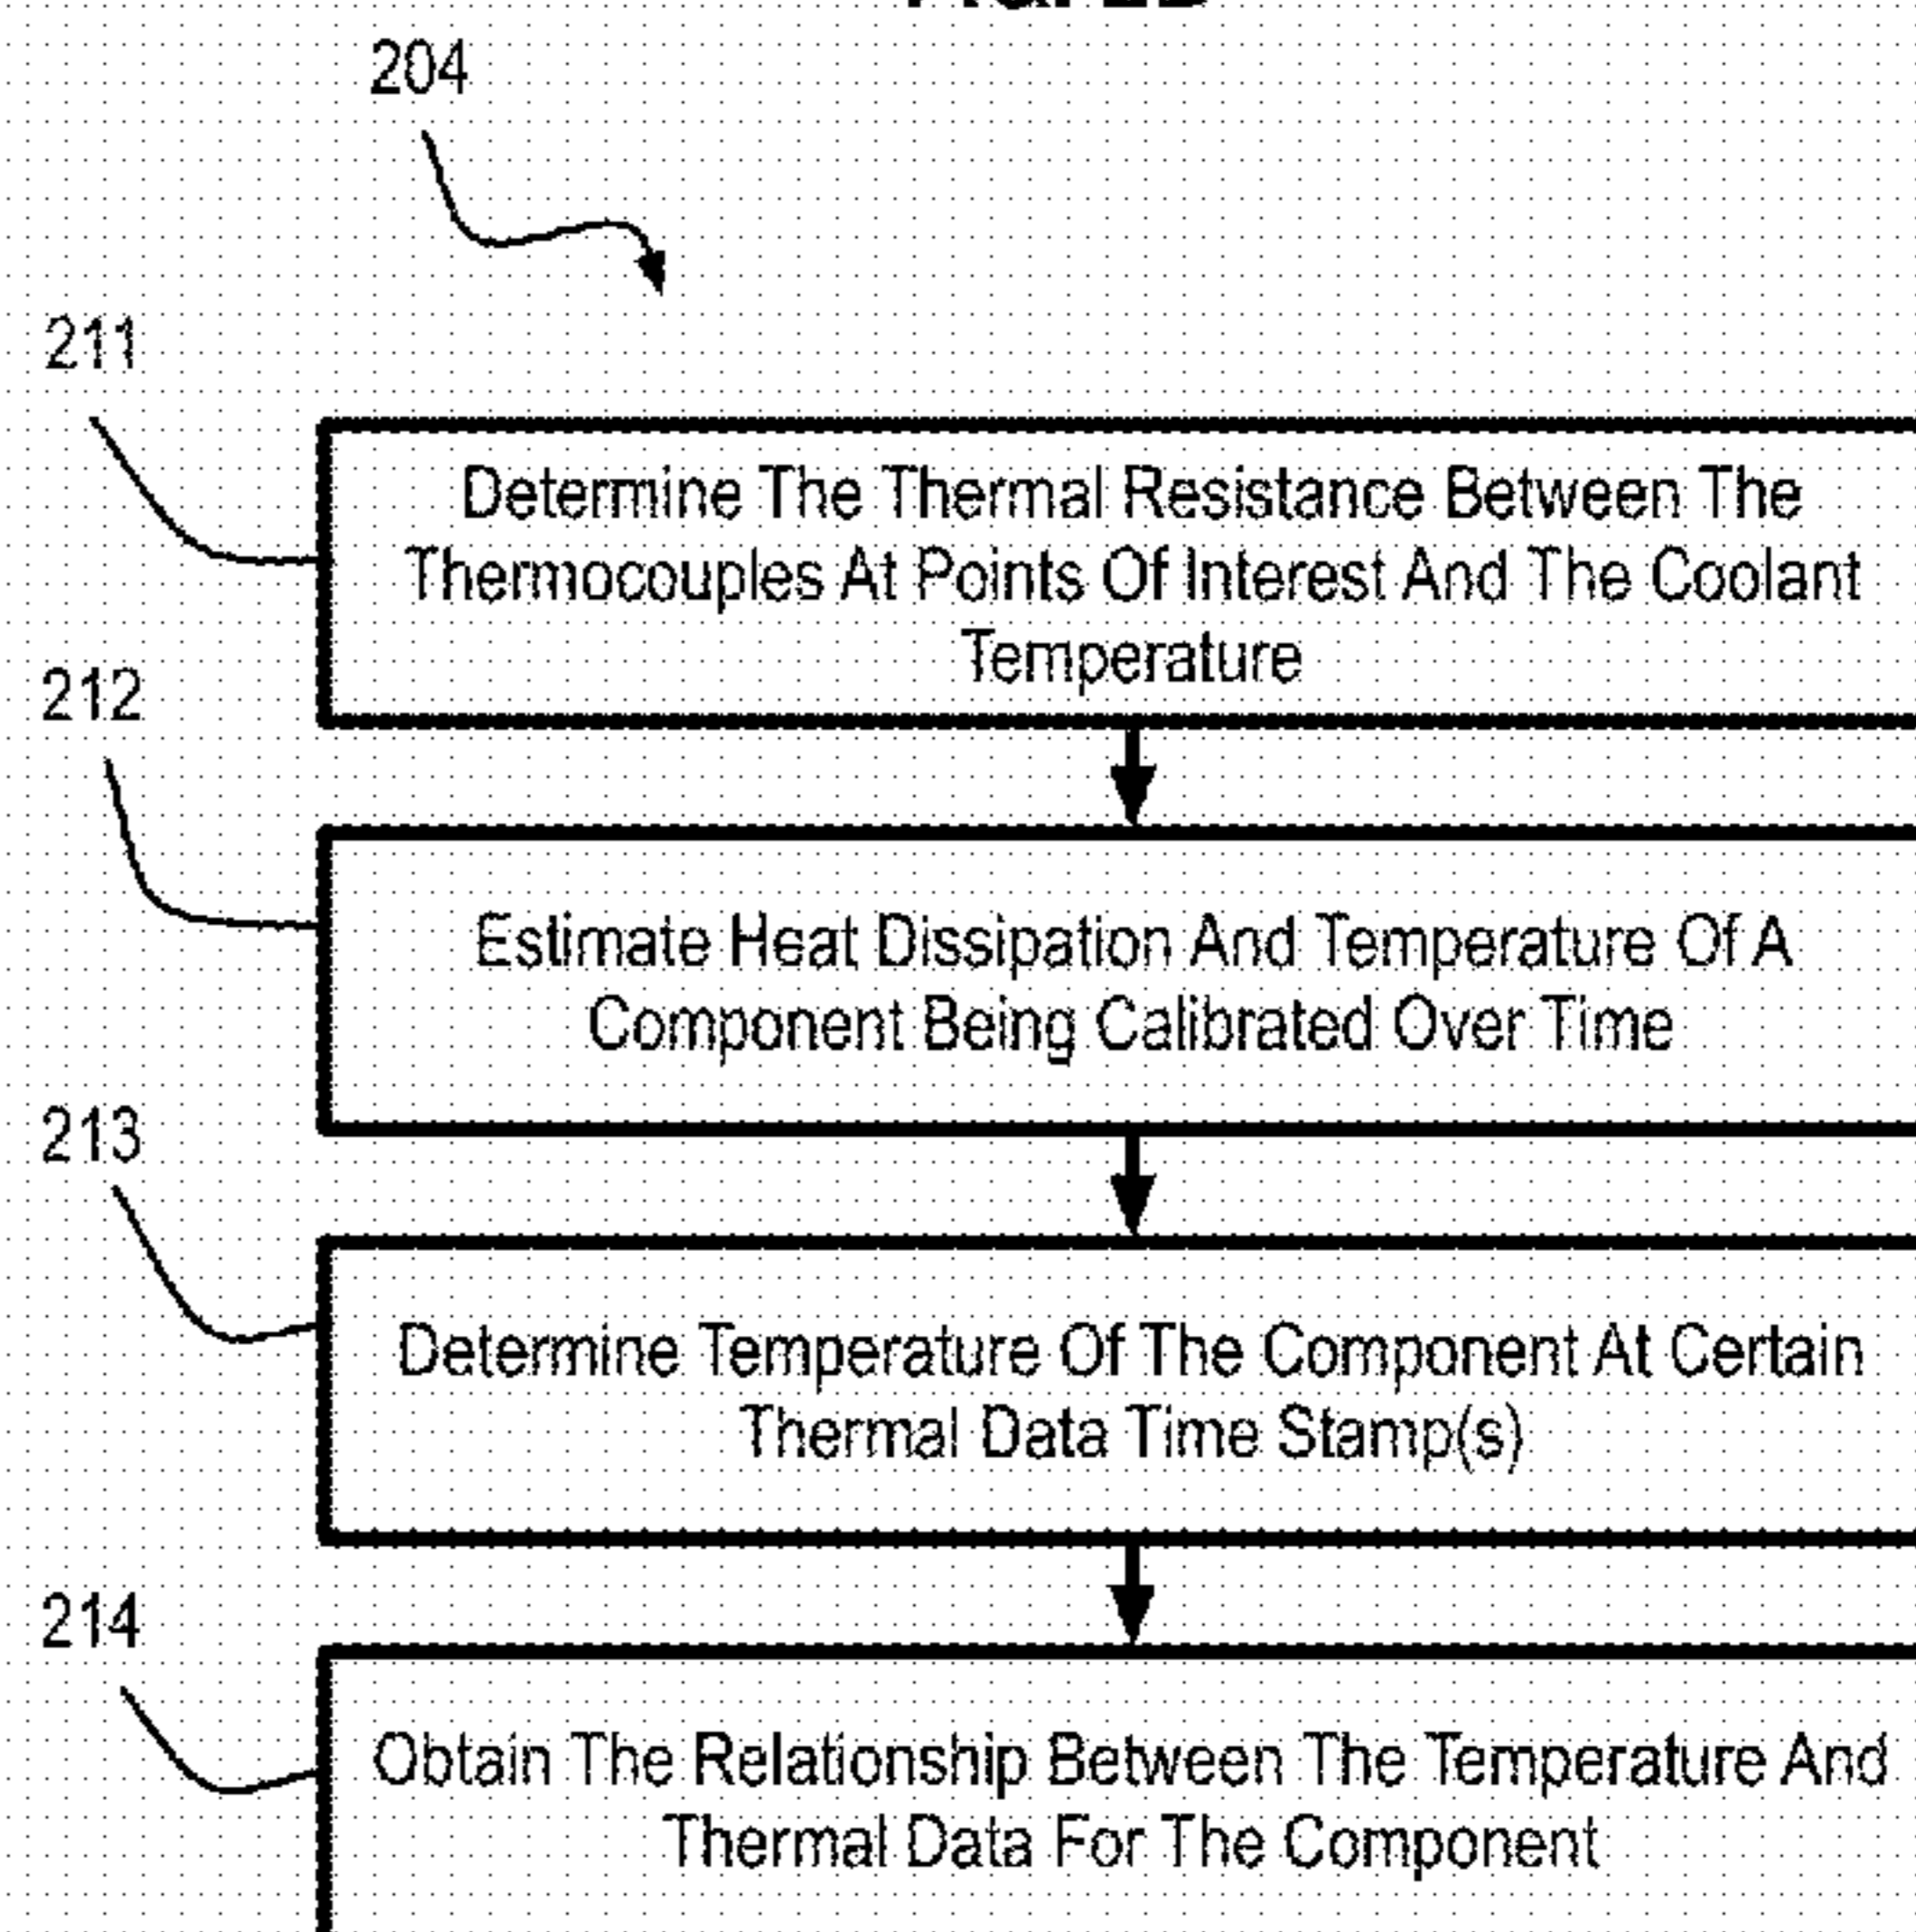 204
211
Determine The Thermal Resistance Between The
Thermocouples At Points Of Interest And The Coolant
Temperature
212
Estimate Heat Dissipation And Temperature Of A
Component Being Calibrated Over Time
213
Determine Temperature Of The Component At Certain
Thermal Data Time Stamp(s)
214
Obtain The Relationship Between The Temperature And
Thermal Data For The Component